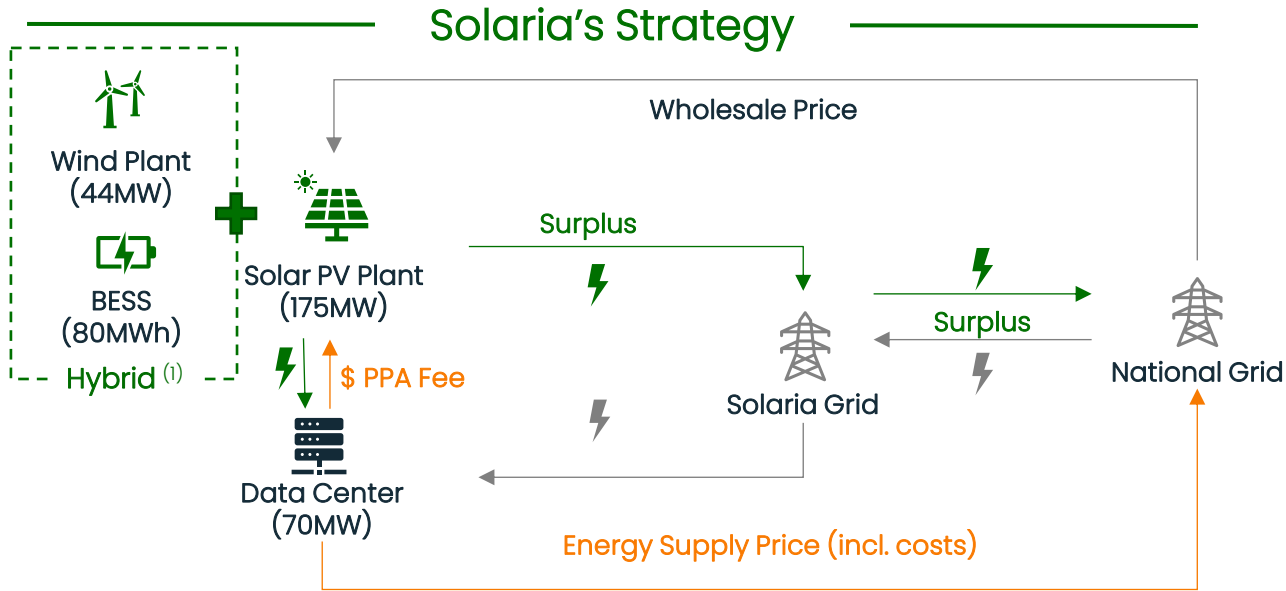 Solaria's Strategy
Wholesale Price
Wind Plant
(44MW)
BESS
(80MWh)
Hybrid (1)
Solar PV Plant
(175MW)
Surplus
Surplus
$ PPA Fee
National Grid
Solaria Grid
Data Center
(70MW)
Energy Supply Price (incl. costs)